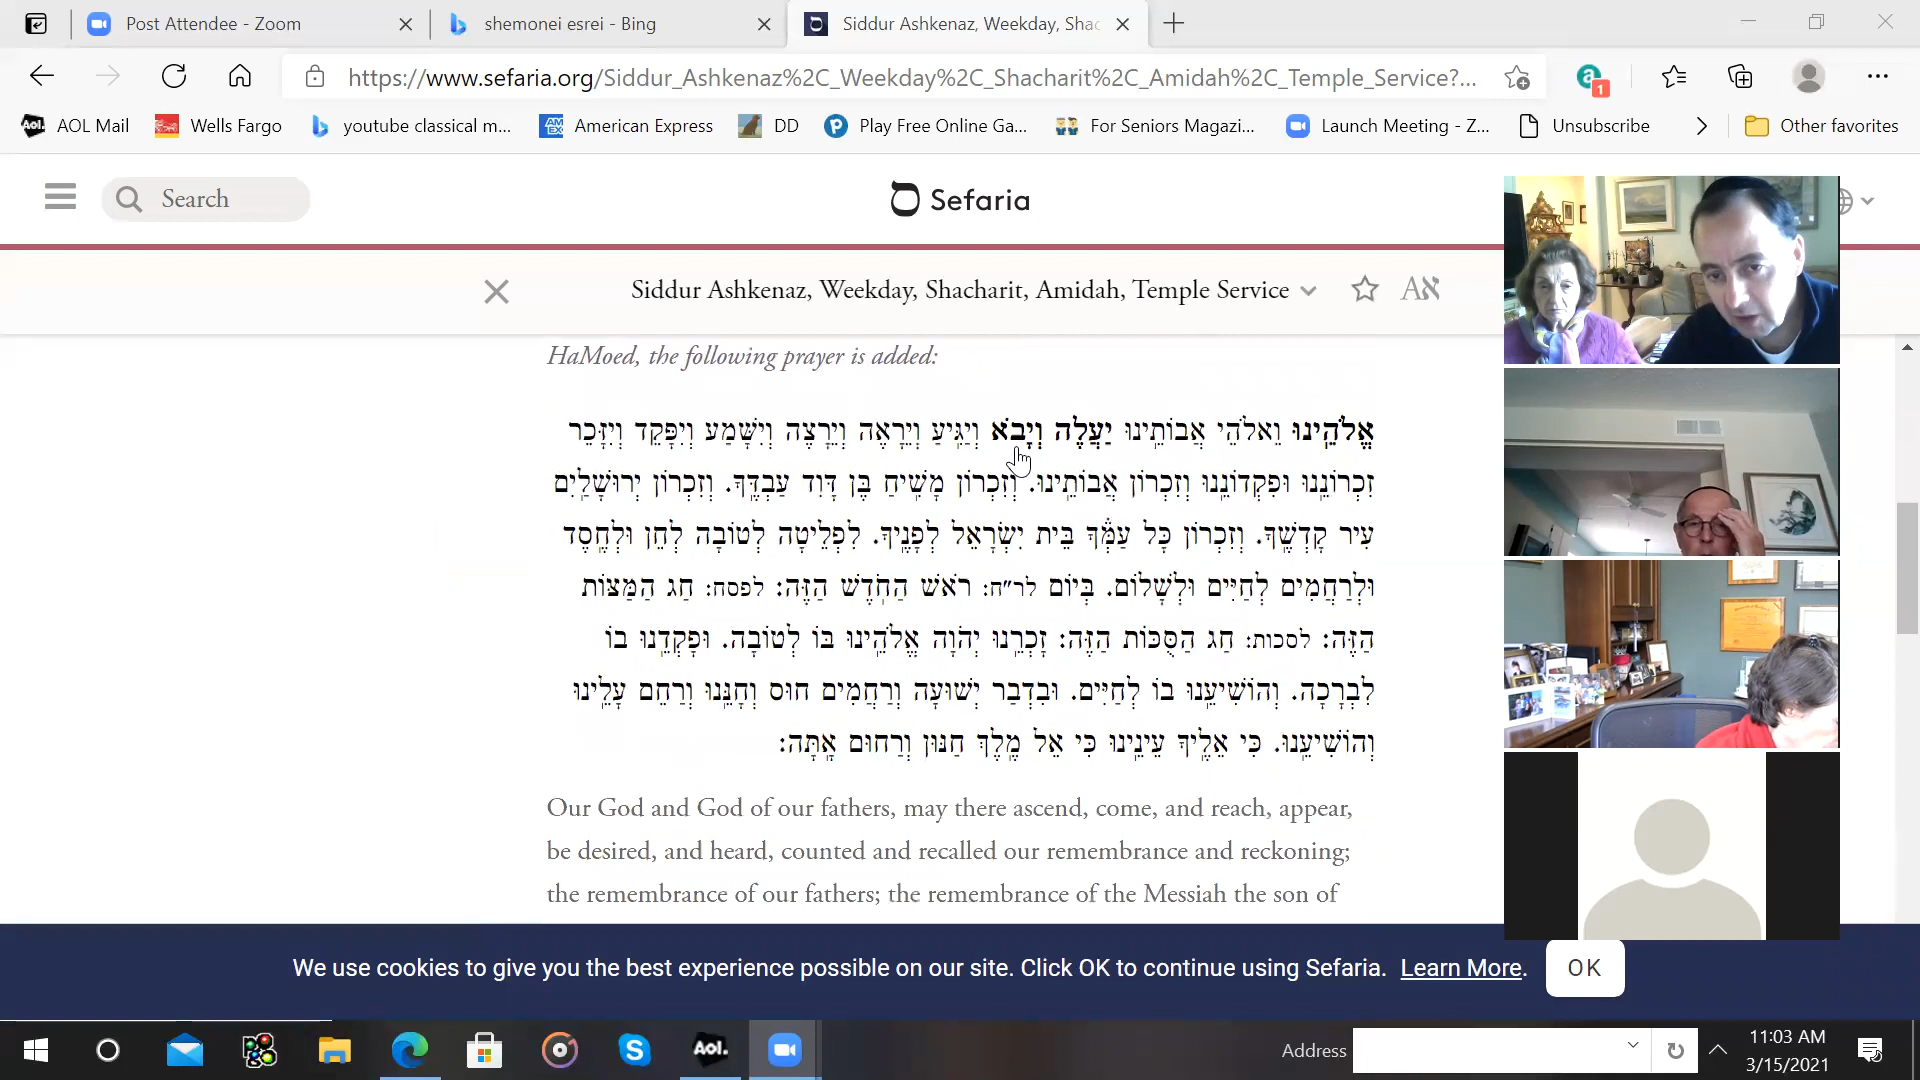 Post Attendee - Zoom
shemonei esrei - Bing
Siddur Ashkenaz, Weekday, Shac
https://www.sefaria.org/Siddur_Ashkenaz%2C_Weekday%2C_Shacharit%2C_Amidah%2C_Temple_Service?...
1
Aol. AOL Mail
Wells Fargo
youtube classical m...
American Express
DD
Play Free Online Ga...
For Seniors Magazi...
Launch Meeting - Z...
Unsubscribe
Other favorites
Search
Sefaria
Siddur Ashkenaz, Weekday, Shacharit, Amidah, Temple Service
HaMoed, the following prayer is added:
אֱלֹהֵֽינוּ וֵאלֹהֵי אֲבוֹתֵֽינוּ יַעֲלֶה וְיָבֹא וְיַגִּֽיעַ וְיֵרָאֶה וְיֵרָצֶה וְיִשָּׁמַע וְיִפָּקֵד וְיִזָּכֵר
זִכְרוֹנֵֽנוּ וּפִקְדוֹנֵֽנוּ וְזִכְרוֹן אֲבוֹתֵֽינוּ. וְזִכְרוֹן מָשִֽׁיחַ בֶּן דָּוִד עַבְדֶּֽךָ. וְזִכְרוֹן יְרוּשָׁלַֽיִם
עִיר קָדְשֶֽׁךָ. וְזִכְרוֹן כָּל עַמְּ֒ךָ בֵּית יִשְׂרָאֵל לְפָנֶֽיךָ. לִפְלֵיטָה לְטוֹבָה לְחֵן וּלְחֶֽסֶד
וּלְרַחֲמִים לְחַיִּים וּלְשָׁלוֹם. בְּיוֹם לר״ח: רֹאשׁ הַחֹֽדֶשׁ הַזֶּה: לפסח: חַג הַמַּצּוֹת
הַזֶּה: לסכות: חַג הַסֻּכּוֹת הַזֶּה: זָכְרֵֽנוּ יְהֹוָה אֱלֹהֵֽינוּ בּוֹ לְטוֹבָה. וּפָקְדֵֽנוּ בוֹ
לִבְרָכָה. וְהוֹשִׁיעֵֽנוּ בוֹ לְחַיִּים. וּבִדְבַר יְשׁוּעָה וְרַחֲמִים חוּס וְחָנֵּֽנוּ וְרַחֵם עָלֵֽינוּ
וְהוֹשִׁיעֵֽנוּ. כִּי אֵלֶֽיךָ עֵינֵֽינוּ כִּי אֵל מֶֽלֶךְ חַנּוּן וְרַחוּם אָֽתָּה:
Our God and God of our fathers, may there ascend, come, and reach, appear,
be desired, and heard, counted and recalled our remembrance and reckoning;
the remembrance of our fathers; the remembrance of the Messiah the son of
We use cookies to give you the best experience possible on our site. Click OK to continue using Sefaria. Learn More.
OK
Aol.
Address
11:03 AM
3/15/2021